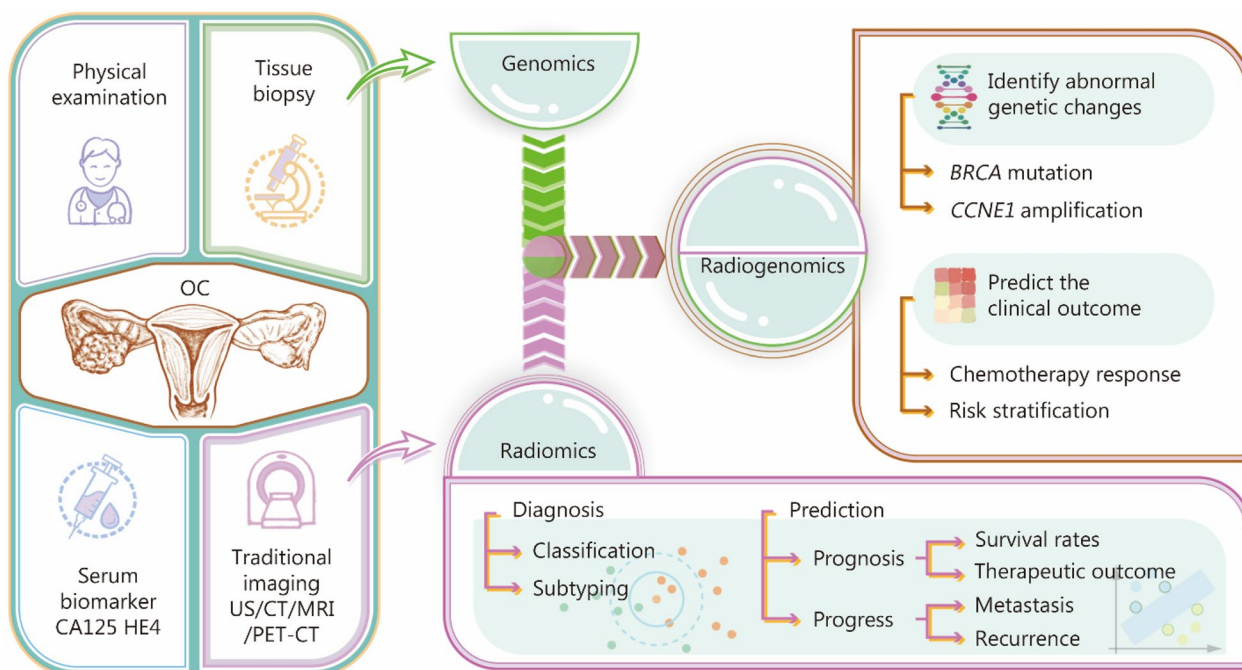 Physical
examination
Tissue
biopsy
OC
Serum
biomarker
CA125 HE4
Traditional
imaging
US/CT/MRI
/PET-CT
Genomics
Radiogenomics
Radiomics
Identify abnormal
genetic changes
BRCA mutation
CCNE1 amplification
Predict the
clinical outcome
Chemotherapy response
Risk stratification
Diagnosis
Classification
Subtyping
Prediction
Prognosis
Survival rates
Therapeutic outcome
Progress
Metastasis
Recurrence